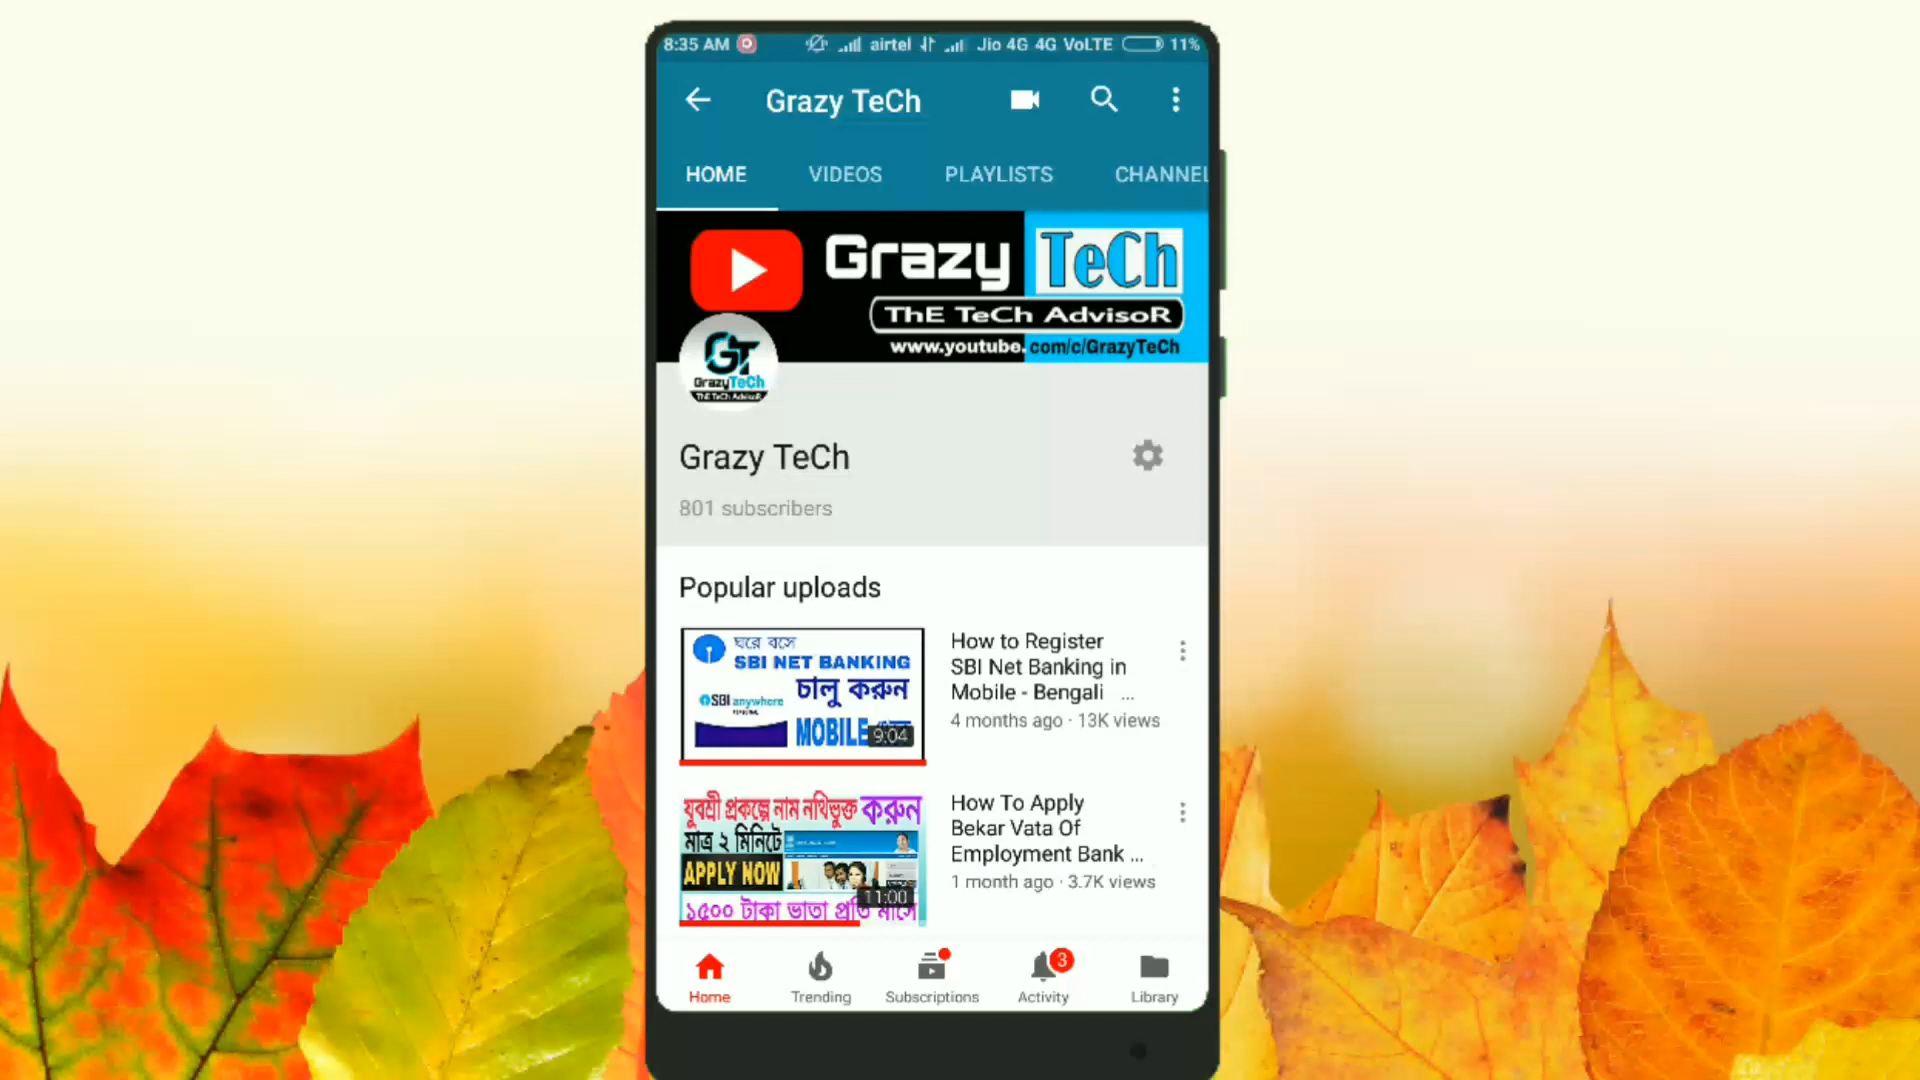 8:35 AM airtel Jio 4G 4G VoLTE 11%
Grazy TeCh
HOME VIDEOS PLAYLISTS CHANNEL
Grazy TeCh
ThE TeCh AdvisoR
www.youtube.com/c/GrazyTeCh
GT
GrazyTeCh
ThE TeCh AdvisoR
Grazy TeCh
801 subscribers
Popular uploads
ঘরে বসে
SBI NET BANKING
চালু করুন
SBI anywhere
PERSONAL
MOBILE
9:04
How to Register
SBI Net Banking in
Mobile - Bengali ...
4 months ago · 13K views
যুবশ্রী প্রকল্পে নাম নথিভুক্ত করুন
মাত্র ২ মিনিটে
APPLY NOW
১৫০০ টাকা ভাতা প্রতি মাসে
11:00
How To Apply
Bekar Vata Of
Employment Bank ...
1 month ago · 3.7K views
3
Home Trending Subscriptions Activity Library